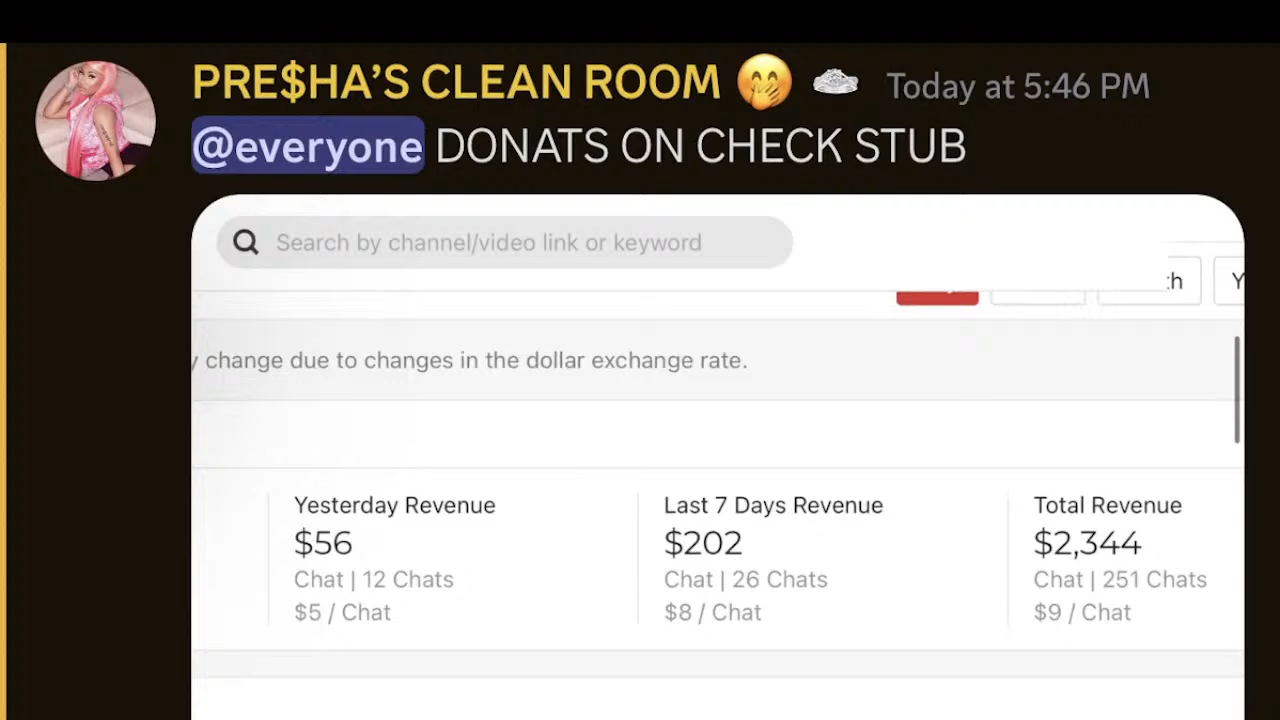 PRE$HA’S CLEAN ROOM 🤭 Today at 5:46 PM
@everyone DONATS ON CHECK STUB
Search by channel/video link or keyword
change due to changes in the dollar exchange rate.
Yesterday Revenue
$56
Chat | 12 Chats
$5 / Chat
Last 7 Days Revenue
$202
Chat | 26 Chats
$8 / Chat
Total Revenue
$2,344
Chat | 251 Chats
$9 / Chat